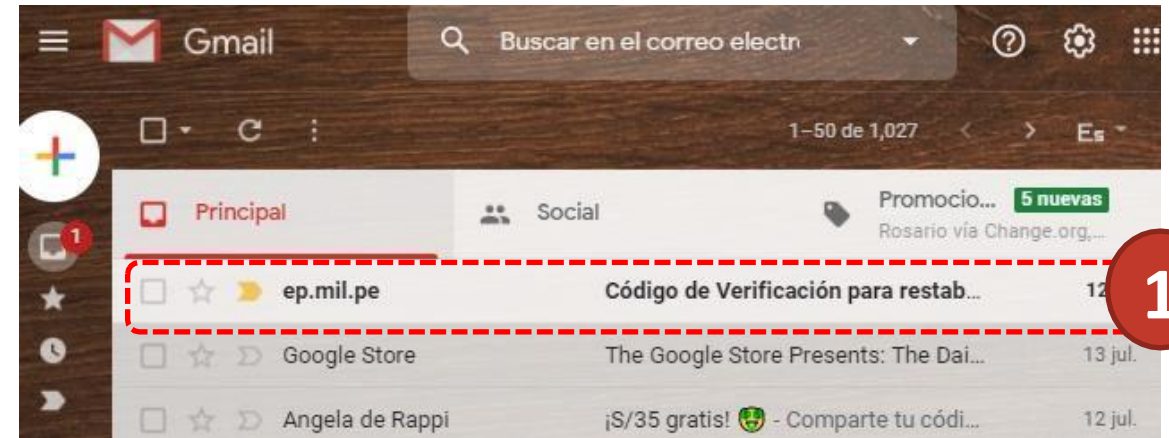 Gmail
Buscar en el correo electr
1–50 de 1,027 Es
Principal Social Promocio... 5 nuevas
Rosario vía Change.org,...
1
ep.mil.pe Código de Verificación para restab... 12
1
Google Store The Google Store Presents: The Dai... 13 jul.
Angela de Rappi ¡S/35 gratis! 🤑 - Comparte tu códi... 12 jul.